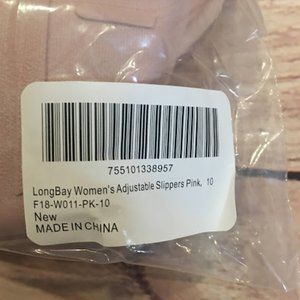 755101338957
LongBay Women's Adjustable Slippers Pink, 10
F18-W011-PK-10
New
MADE IN CHINA